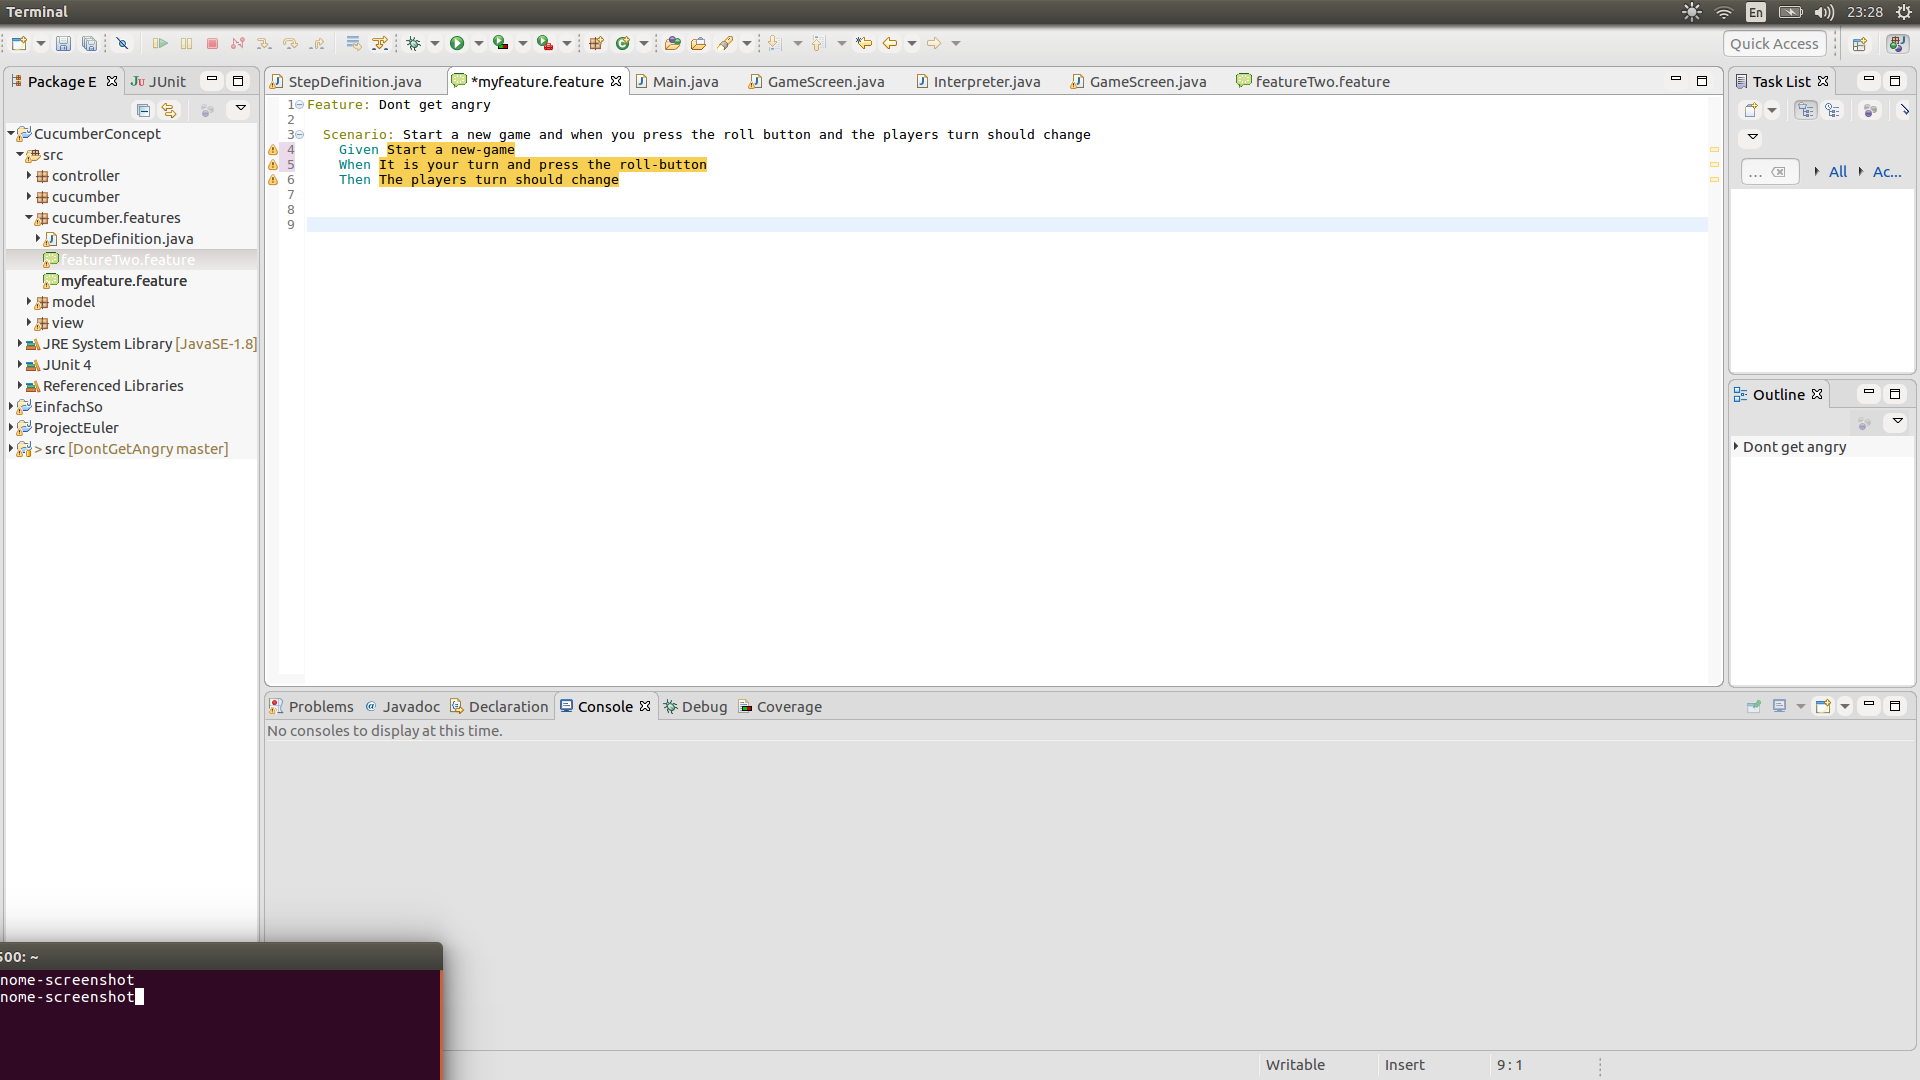 Terminal
En
23:28
Quick Access
Package E
JUnit
StepDefinition.java
*myfeature.feature
Main.java
GameScreen.java
Interpreter.java
GameScreen.java
featureTwo.feature
Task List
CucumberConcept
src
controller
cucumber
cucumber.features
StepDefinition.java
featureTwo.feature
myfeature.feature
model
view
JRE System Library [JavaSE-1.8]
JUnit 4
Referenced Libraries
EinfachSo
ProjectEuler
> src [DontGetAngry master]
1 Feature: Dont get angry
2
3 Scenario: Start a new game and when you press the roll button and the players turn should change
4 Given Start a new-game
5 When It is your turn and press the roll-button
6 Then The players turn should change
7
8
9
... All Ac...
Outline
Dont get angry
Problems
@ Javadoc
Declaration
Console
Debug
Coverage
No consoles to display at this time.
500: ~
nome-screenshot
nome-screenshot
Writable
Insert
9 : 1